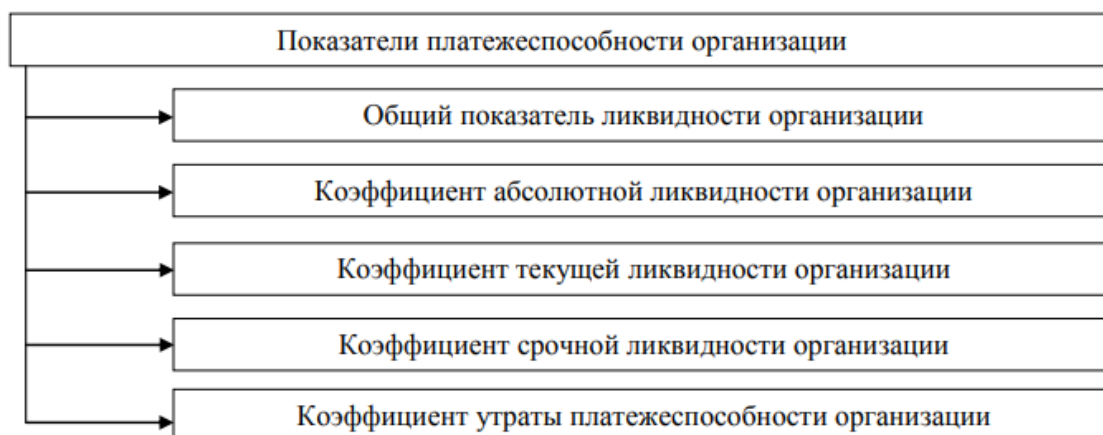 Показатели платежеспособности организации
Общий показатель ликвидности организации
Коэффициент абсолютной ликвидности организации
Коэффициент текущей ликвидности организации
Коэффициент срочной ликвидности организации
Коэффициент утраты платежеспособности организации